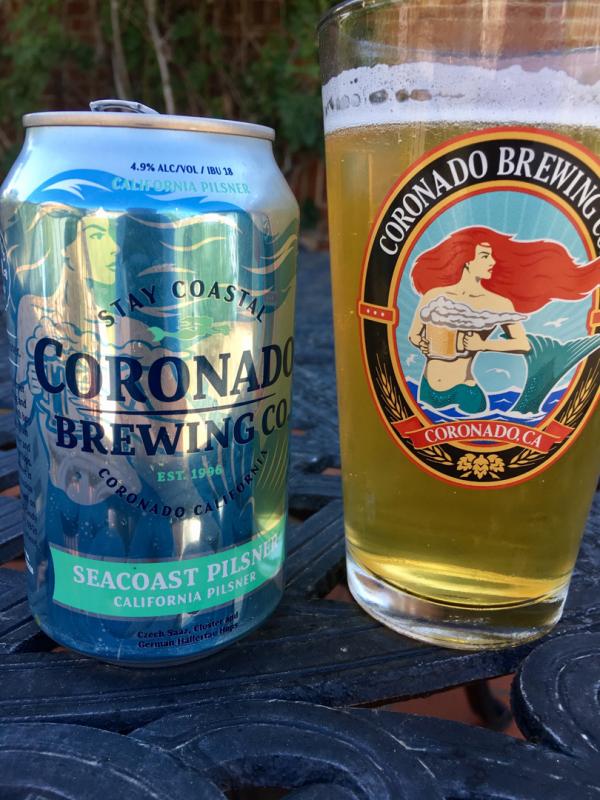 4.9% ALC/VOL / IBU 18
CALIFORNIA PILSNER
STAY COASTAL
CORONADO
BREWING CO.
EST. 1996
CORONADO CALIFORNIA
SEACOAST PILSNER
CALIFORNIA PILSNER
Czech Saaz, Cluster and
German Hallertau Hops
CORONADO BREWING CO
CORONADO, CA